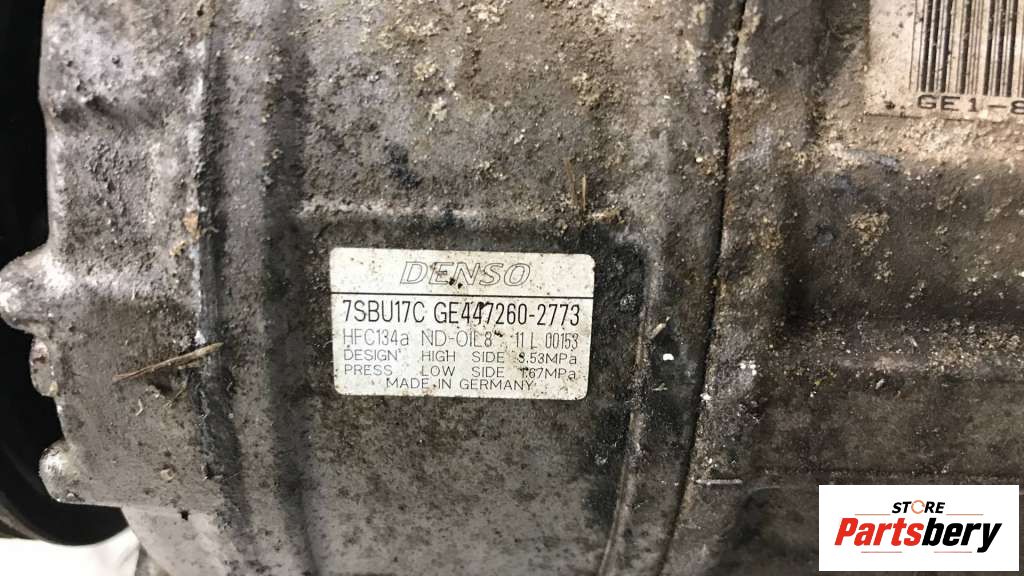 GE1-8
DENSO
7SBU17C GE447260-2773
HFC134a ND-OIL8 11 L 00153
DESIGN HIGH SIDE 3.53MPa
PRESS LOW SIDE 1.67MPa
MADE IN GERMANY
STORE
Partsbery